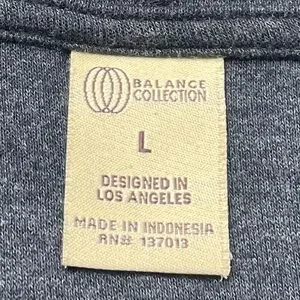 BALANCE
COLLECTION
L
DESIGNED IN
LOS ANGELES
MADE IN INDONESIA
RN# 137013